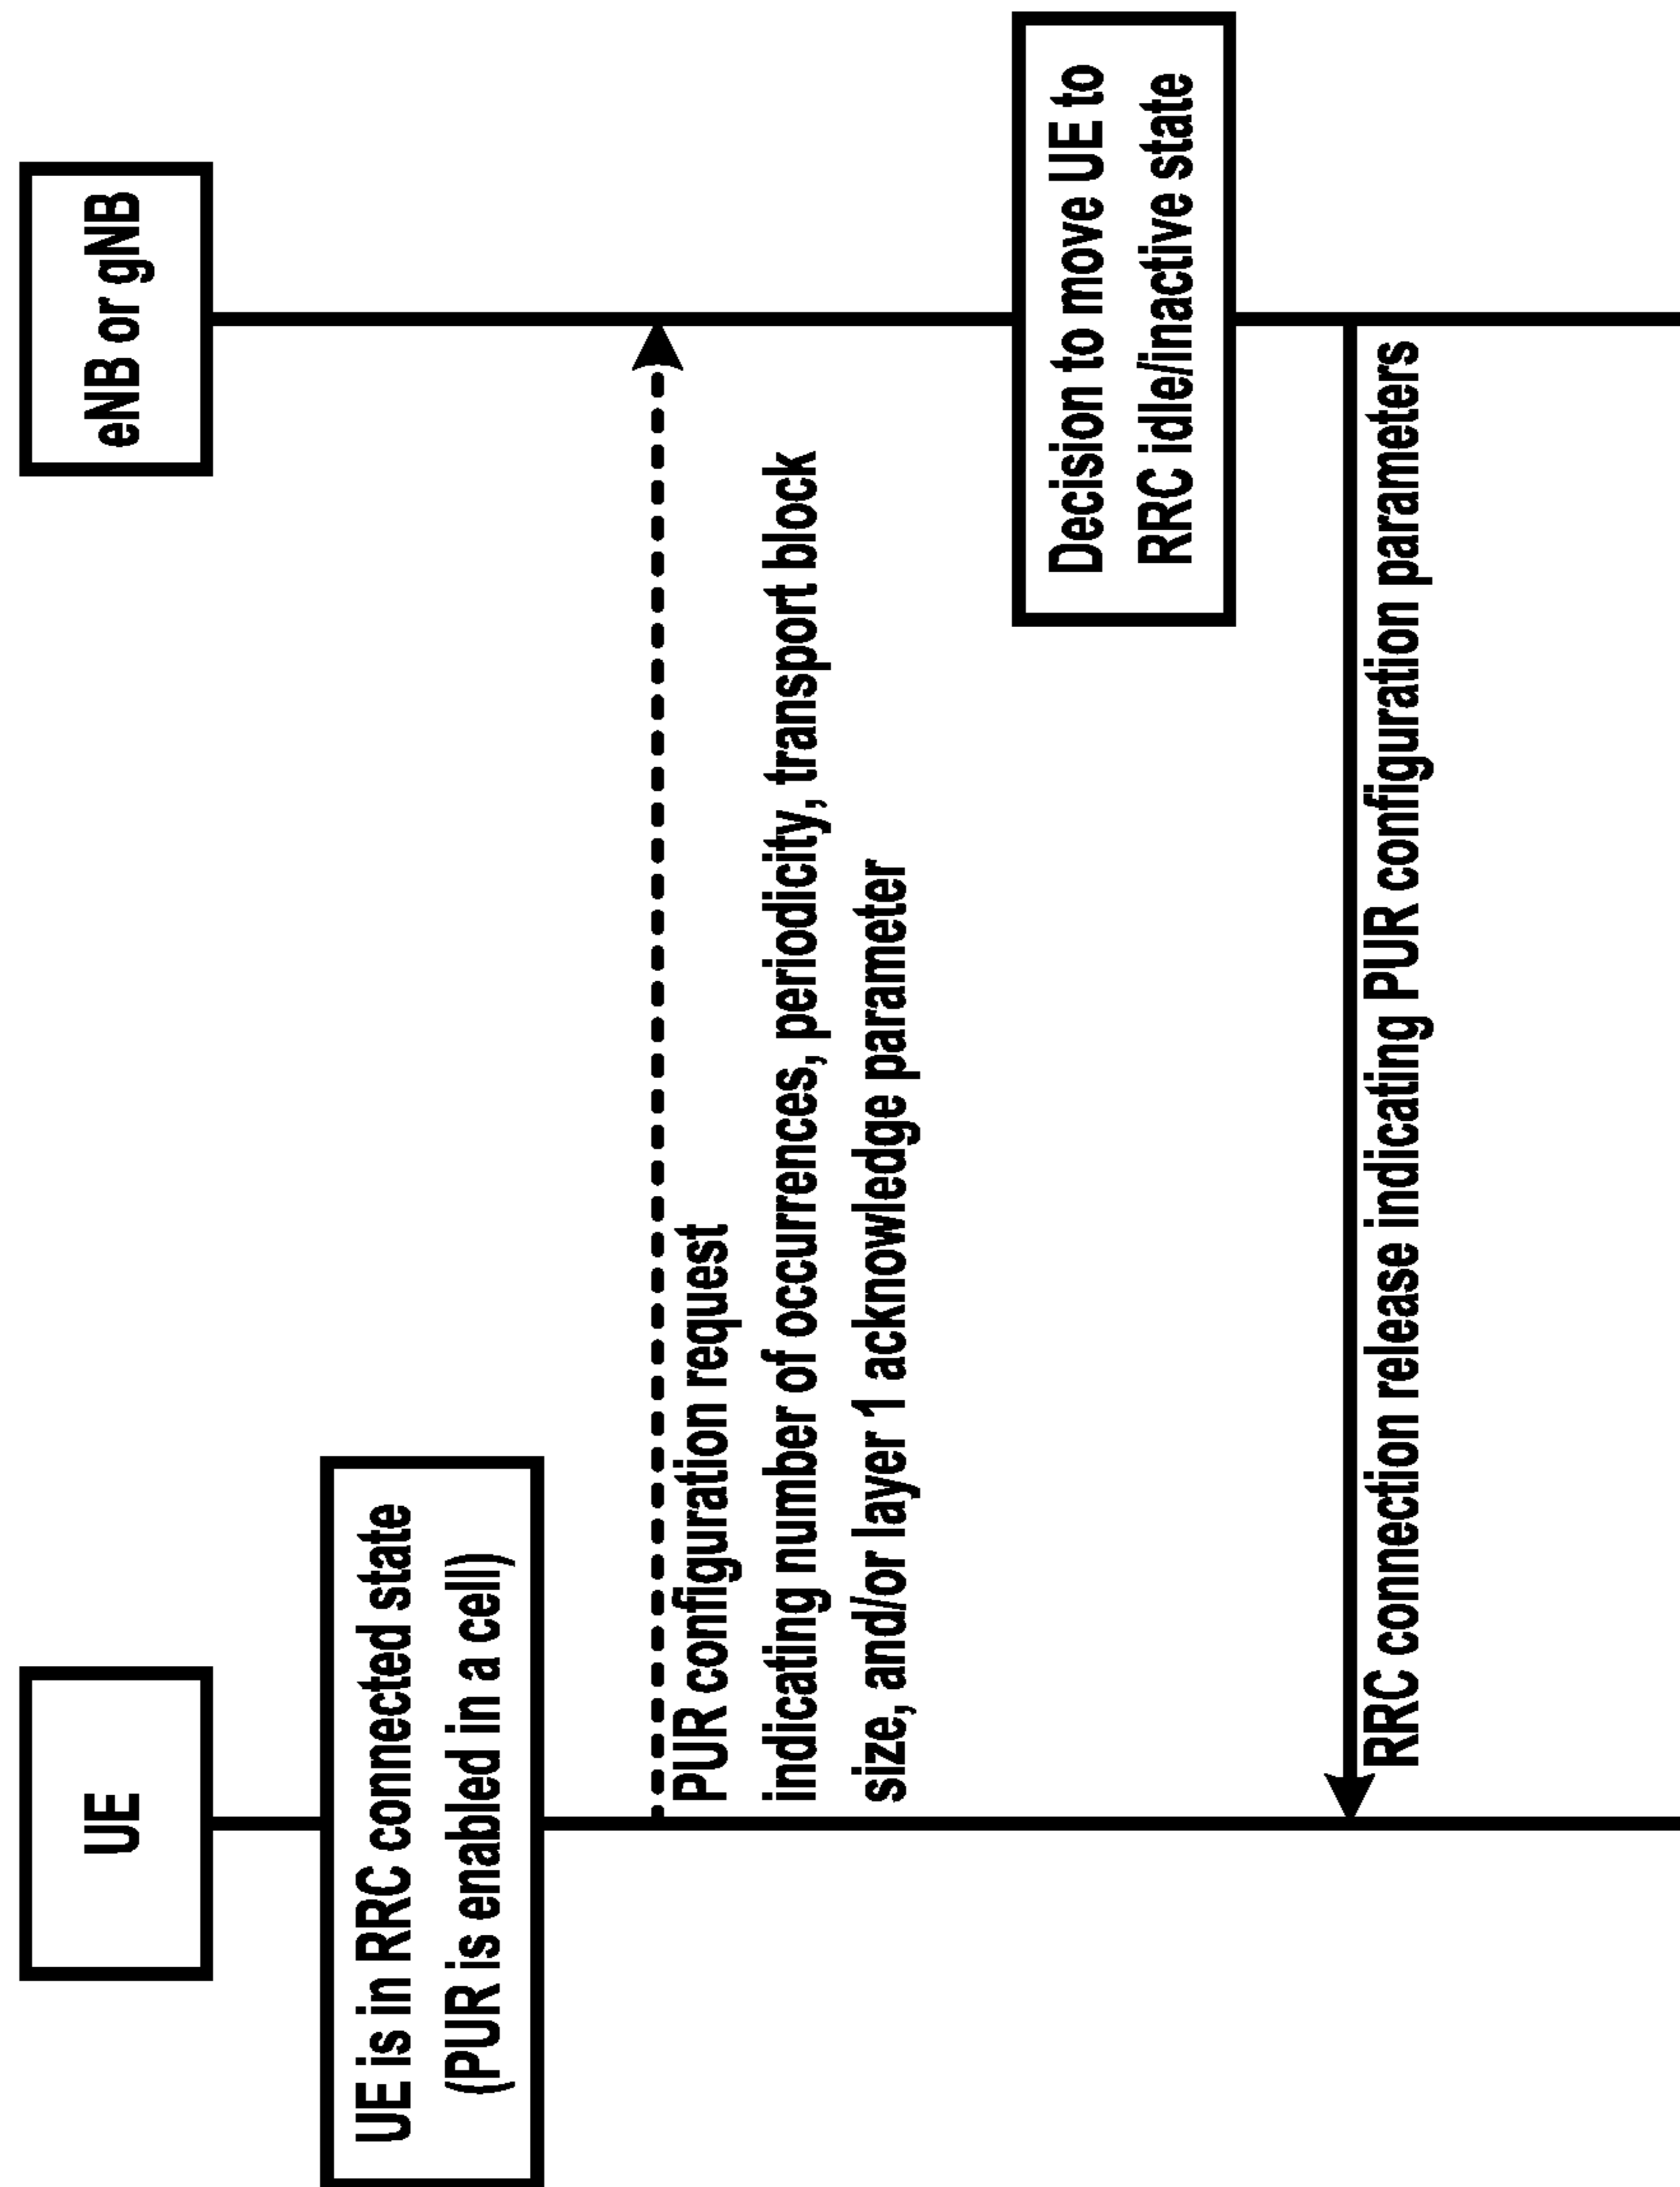 UE
eNB or gNB
UE is in RRC connected state
(PUR is enabled in a cell)
PUR configuration request
indicating number of occurrences, periodicity, transport block
size, and/or layer 1 acknowledge parameter
Decision to move UE to
RRC idle/inactive state
RRC connection release indicating PUR configuration parameters